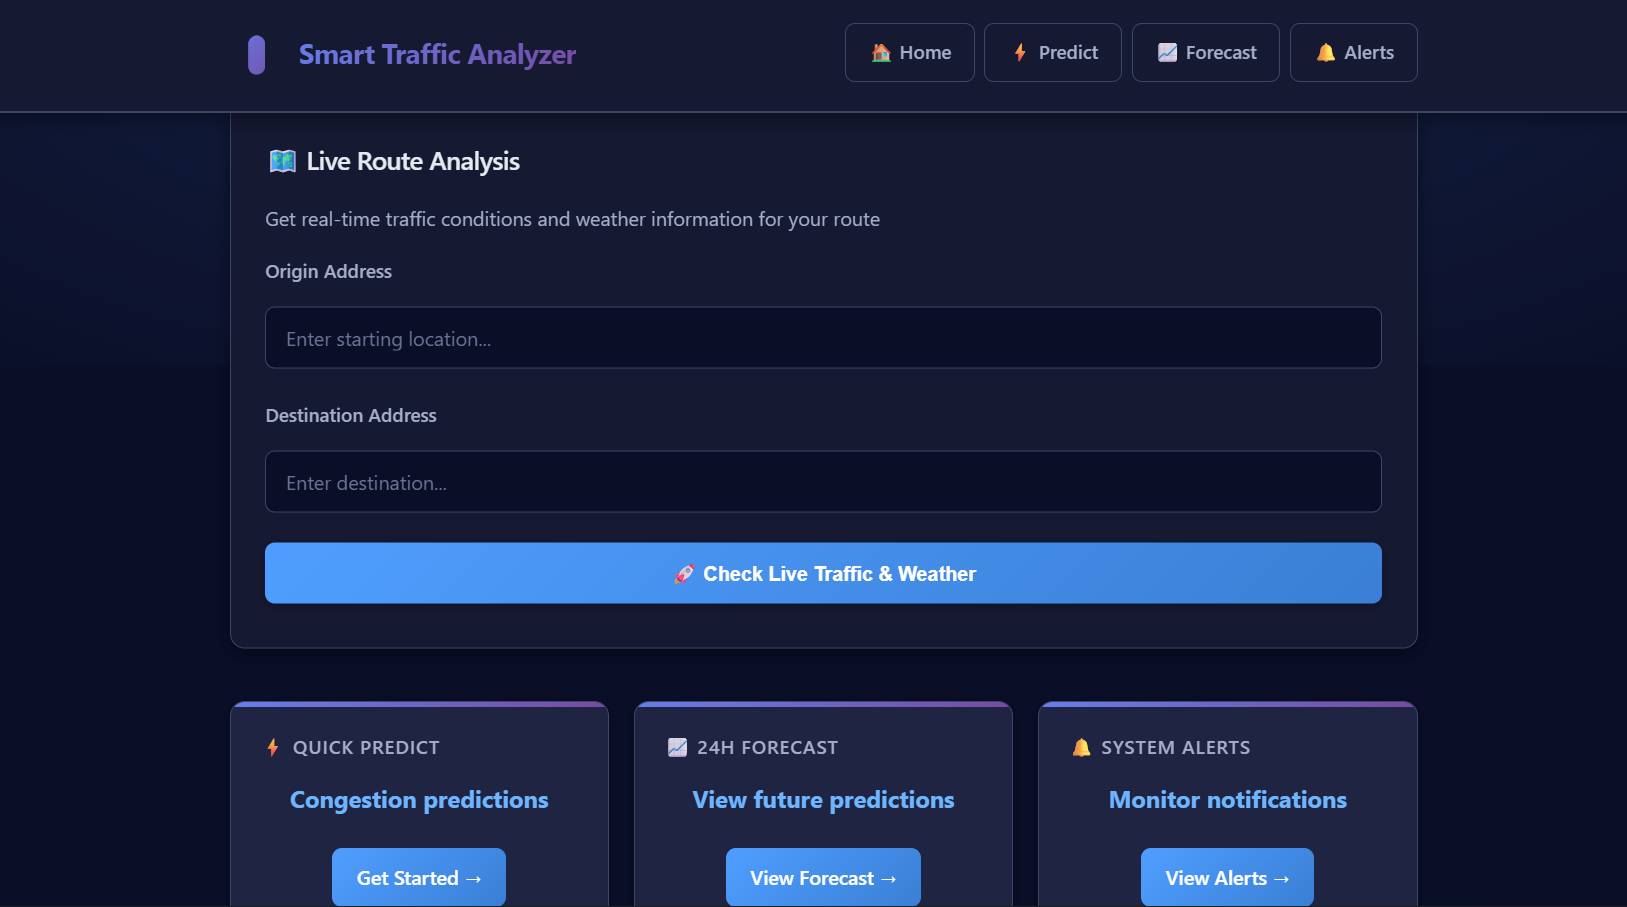 Smart Traffic Analyzer
Home
Predict
Forecast
Alerts
Live Route Analysis
Get real-time traffic conditions and weather information for your route
Origin Address
Enter starting location...
Destination Address
Enter destination...
Check Live Traffic & Weather
QUICK PREDICT
Congestion predictions
Get Started →
24H FORECAST
View future predictions
View Forecast →
SYSTEM ALERTS
Monitor notifications
View Alerts →